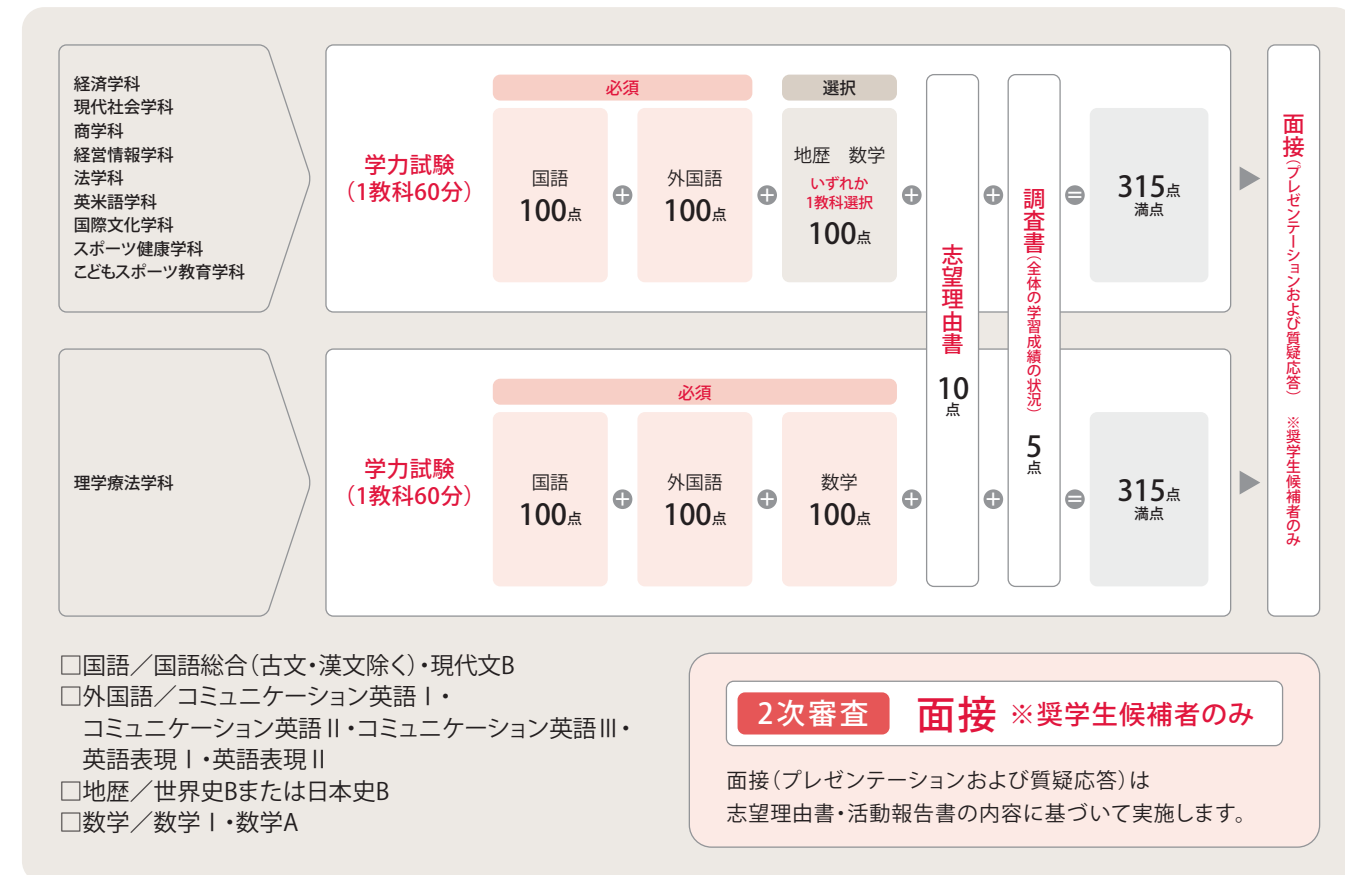 経済学科
現代社会学科
商学科
経営情報学科
法学科
英米語学科
国際文化学科
スポーツ健康学科
こどもスポーツ教育学科
学力試験
(1教科60分)
必須
国語
100点
+
外国語
100点
+
選択
地歴 数学
いずれか
1教科選択
100点
+
志望理由書 10点
+
調査書(全体の学習成績の状況) 5点
=
315点
満点
面接(プレゼンテーションおよび質疑応答) ※奨学生候補者のみ
理学療法学科
学力試験
(1教科60分)
必須
国語
100点
+
外国語
100点
+
数学
100点
+
+
=
315点
満点
□国語／国語総合(古文・漢文除く)・現代文B
□外国語／コミュニケーション英語Ⅰ・
コミュニケーション英語Ⅱ・コミュニケーション英語Ⅲ・
英語表現Ⅰ・英語表現Ⅱ
□地歴／世界史Bまたは日本史B
□数学／数学Ⅰ・数学A
2次審査 面接 ※奨学生候補者のみ
面接(プレゼンテーションおよび質疑応答)は
志望理由書・活動報告書の内容に基づいて実施します。